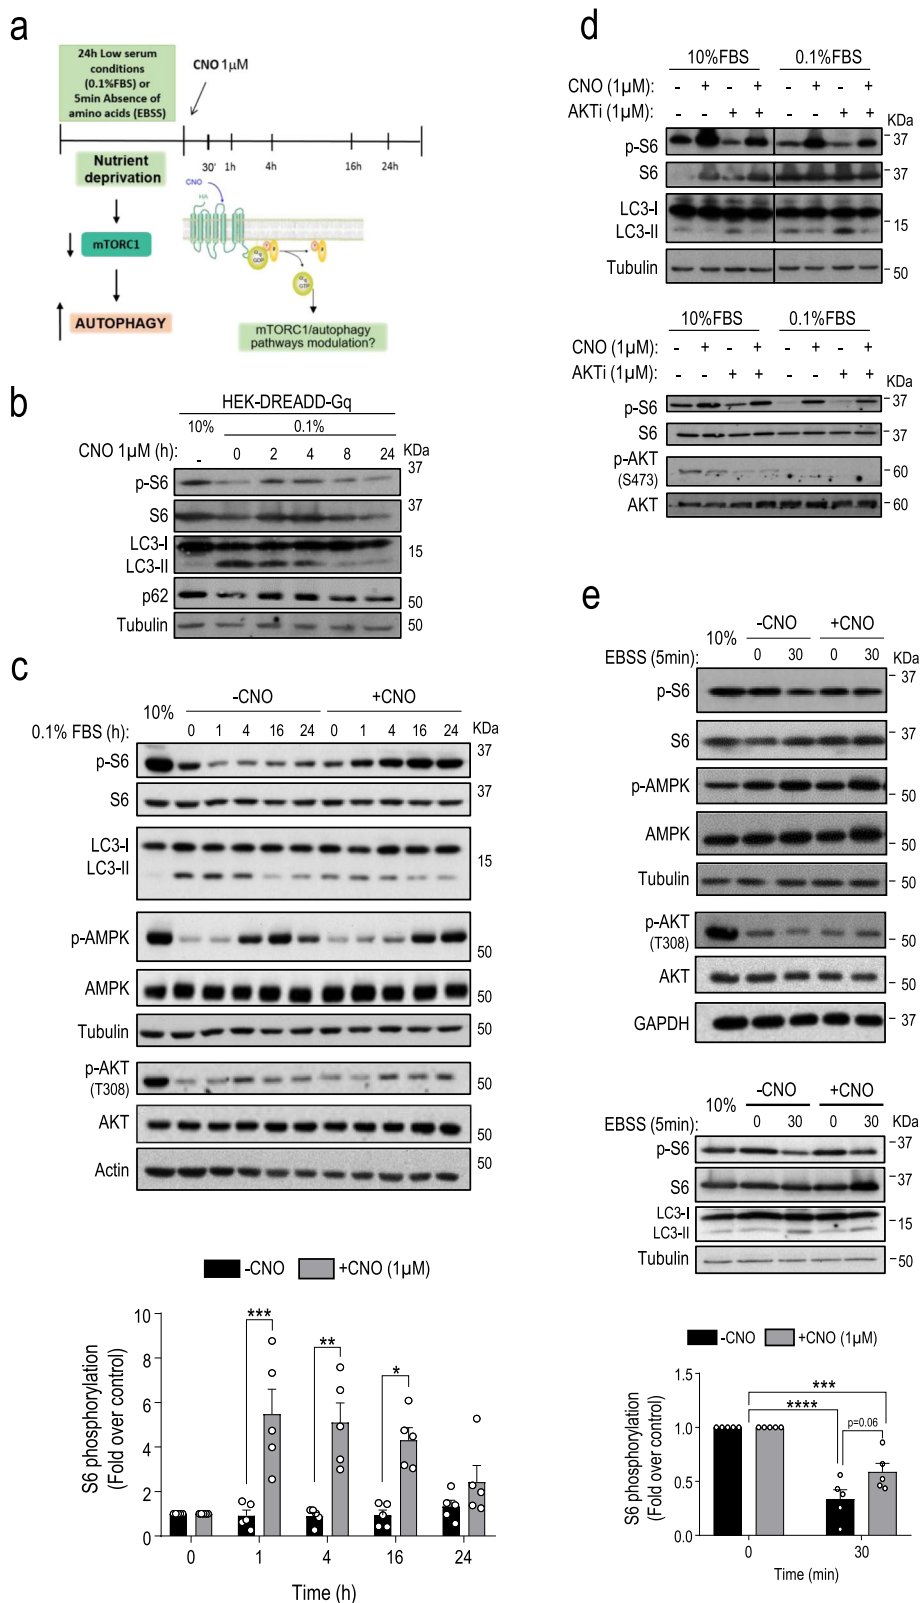 a
24h Low serum
conditions
(0.1%FBS) or
5min Absence of
amino acids (EBSS)
CNO 1µM
30' 1h 4h 16h 24h
Nutrient
deprivation
mTORC1
AUTOPHAGY
CNO
HA
GDP
GTP
mTORC1/autophagy
pathways modulation?
b
HEK-DREADD-Gq
10% 0.1%
CNO 1µM (h): - 0 2 4 8 24 KDa
p-S6 37
S6 37
LC3-I 15
LC3-II
p62 50
Tubulin 50
c
-CNO +CNO
10%
0.1% FBS (h): 0 1 4 16 24 0 1 4 16 24 KDa
p-S6 37
S6 37
LC3-I
LC3-II 15
p-AMPK 50
AMPK 50
Tubulin 50
p-AKT
(T308) 50
AKT 50
Actin 50
-CNO +CNO (1µM)
S6 phosphorylation
(Fold over control)
10
8
6
4
2
0
*** ** *
0 1 4 16 24
Time (h)
d
10%FBS 0.1%FBS
CNO (1µM): - + - + - + - +
AKTi (1µM): - - + + - - + + KDa
p-S6 37
S6 37
LC3-I
LC3-II 15
Tubulin 50
10%FBS 0.1%FBS
CNO (1µM): - + - + - + - +
AKTi (1µM): - - + + - - + + KDa
p-S6 37
S6 37
p-AKT
(S473) 60
AKT 60
e
-CNO +CNO
10%
EBSS (5min): 0 30 0 30 KDa
p-S6 37
S6 37
p-AMPK 50
AMPK 50
Tubulin 50
p-AKT
(T308) 50
AKT 50
GAPDH 37
-CNO +CNO
10%
EBSS (5min): 0 30 0 30 KDa
p-S6 37
S6 37
LC3-I 15
LC3-II
Tubulin 50
-CNO +CNO (1µM)
S6 phosphorylation
(Fold over control)
1.5
1.0
0.5
0.0
***
****
p=0.06
0 30
Time (min)